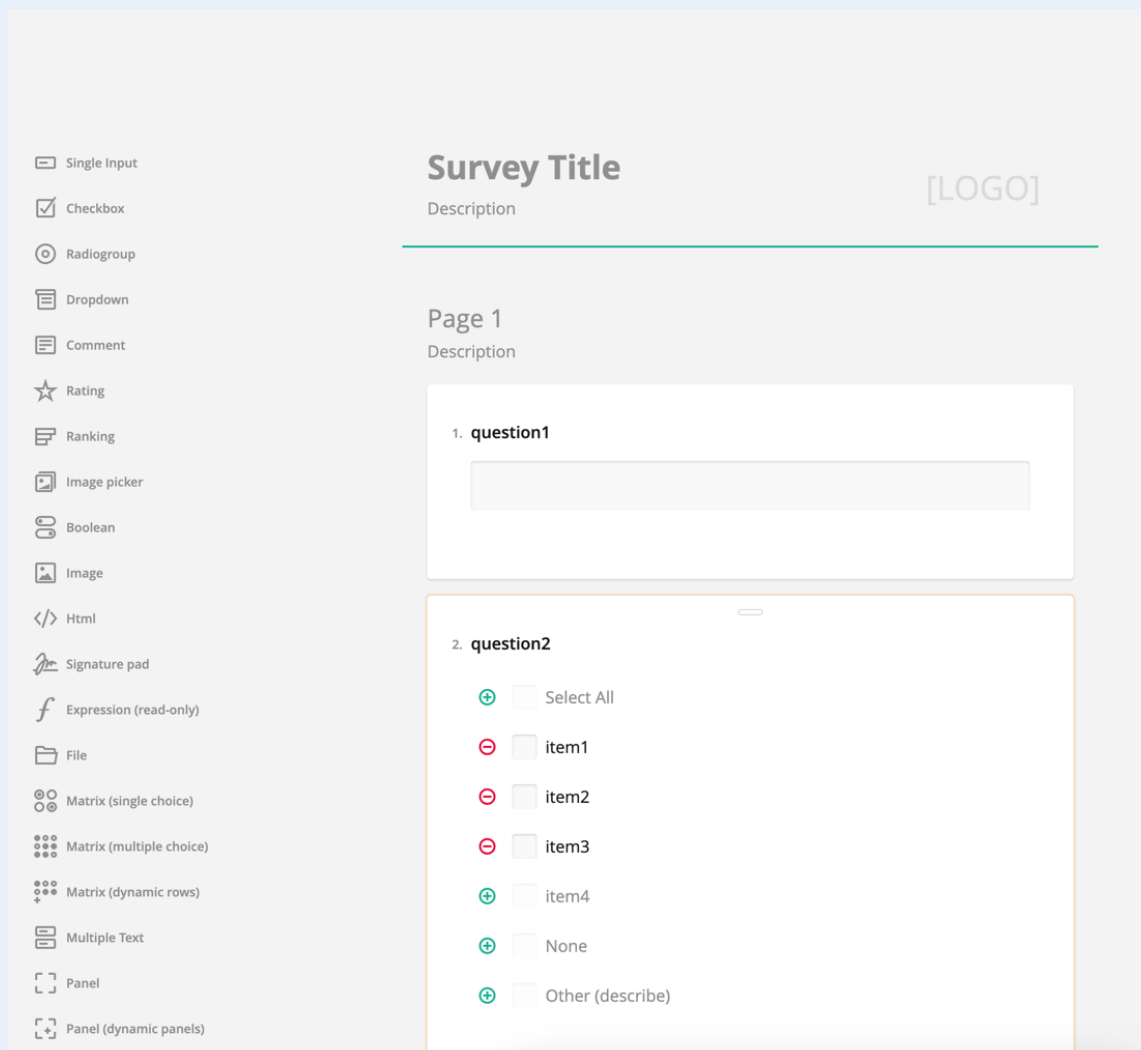 Single Input
Checkbox
Radiogroup
Dropdown
Comment
Rating
Ranking
Image picker
Boolean
Image
Html
Signature pad
Expression (read-only)
File
Matrix (single choice)
Matrix (multiple choice)
Matrix (dynamic rows)
Multiple Text
Panel
Panel (dynamic panels)
Survey Title
Description
[LOGO]
Page 1
Description
1. question1
2. question2
Select All
item1
item2
item3
item4
None
Other (describe)